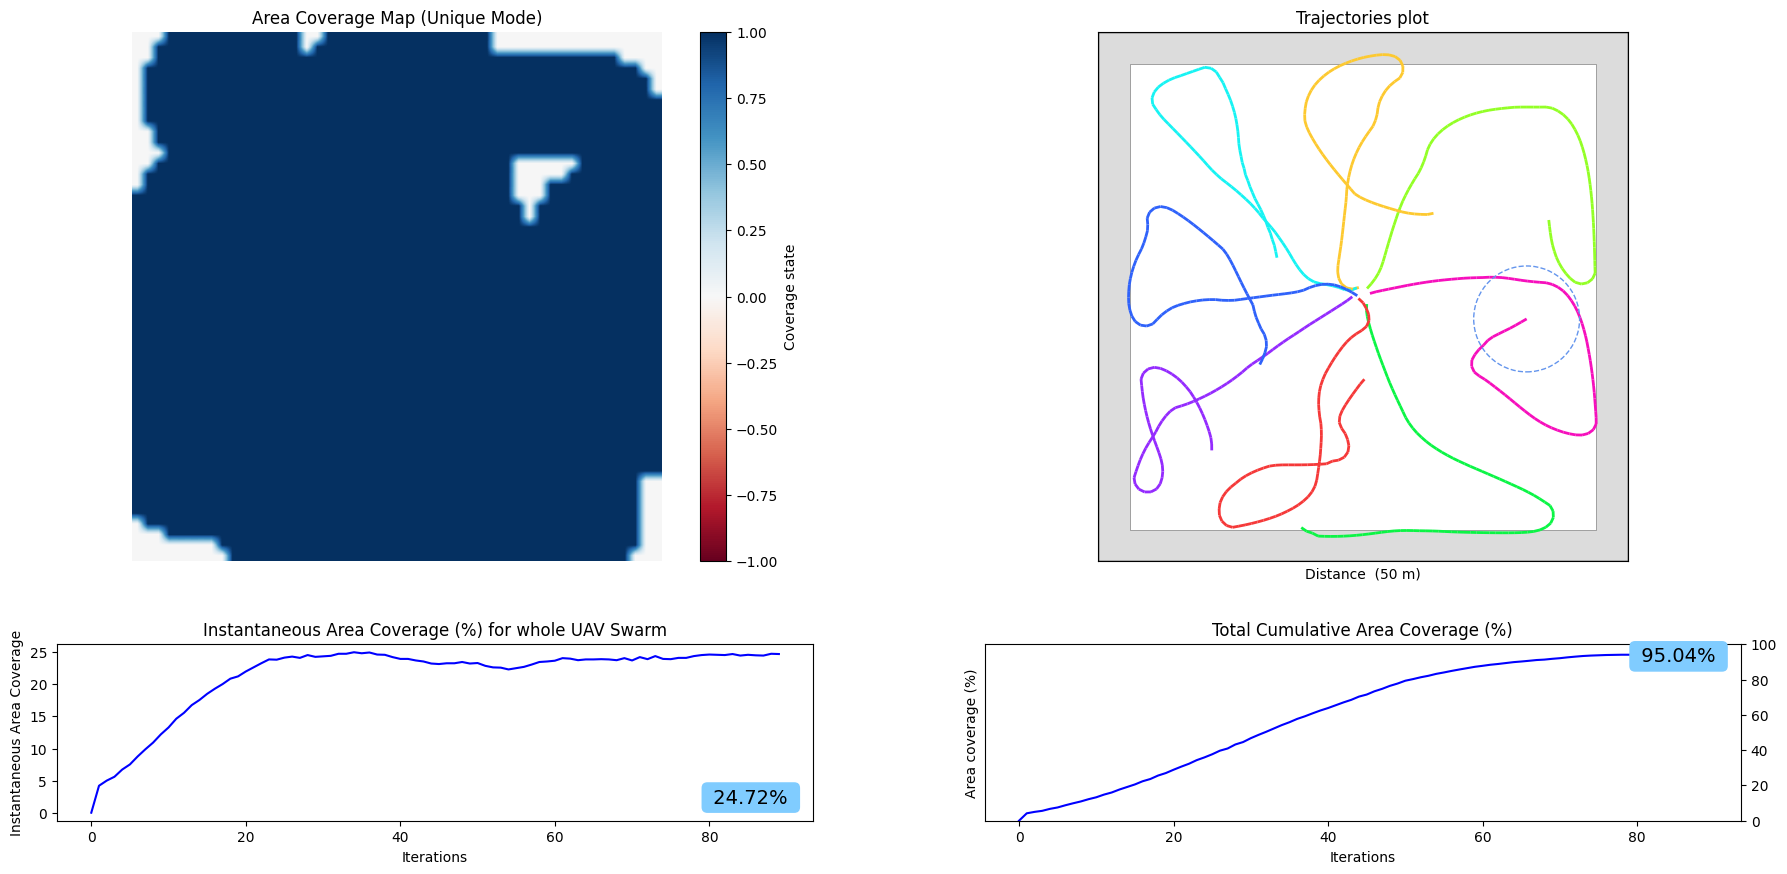 Area Coverage Map (Unique Mode)
1.00
0.75
0.50
0.25
0.00
−0.25
−0.50
−0.75
−1.00
Coverage state
Trajectories plot
Distance  (50 m)
Instantaneous Area Coverage (%) for whole UAV Swarm
Instantaneous Area Coverage
25
20
15
10
5
0
24.72%
0 20 40 60 80
Iterations
Total Cumulative Area Coverage (%)
Area coverage (%)
95.04%
100
80
60
40
20
0
0 20 40 60 80
Iterations